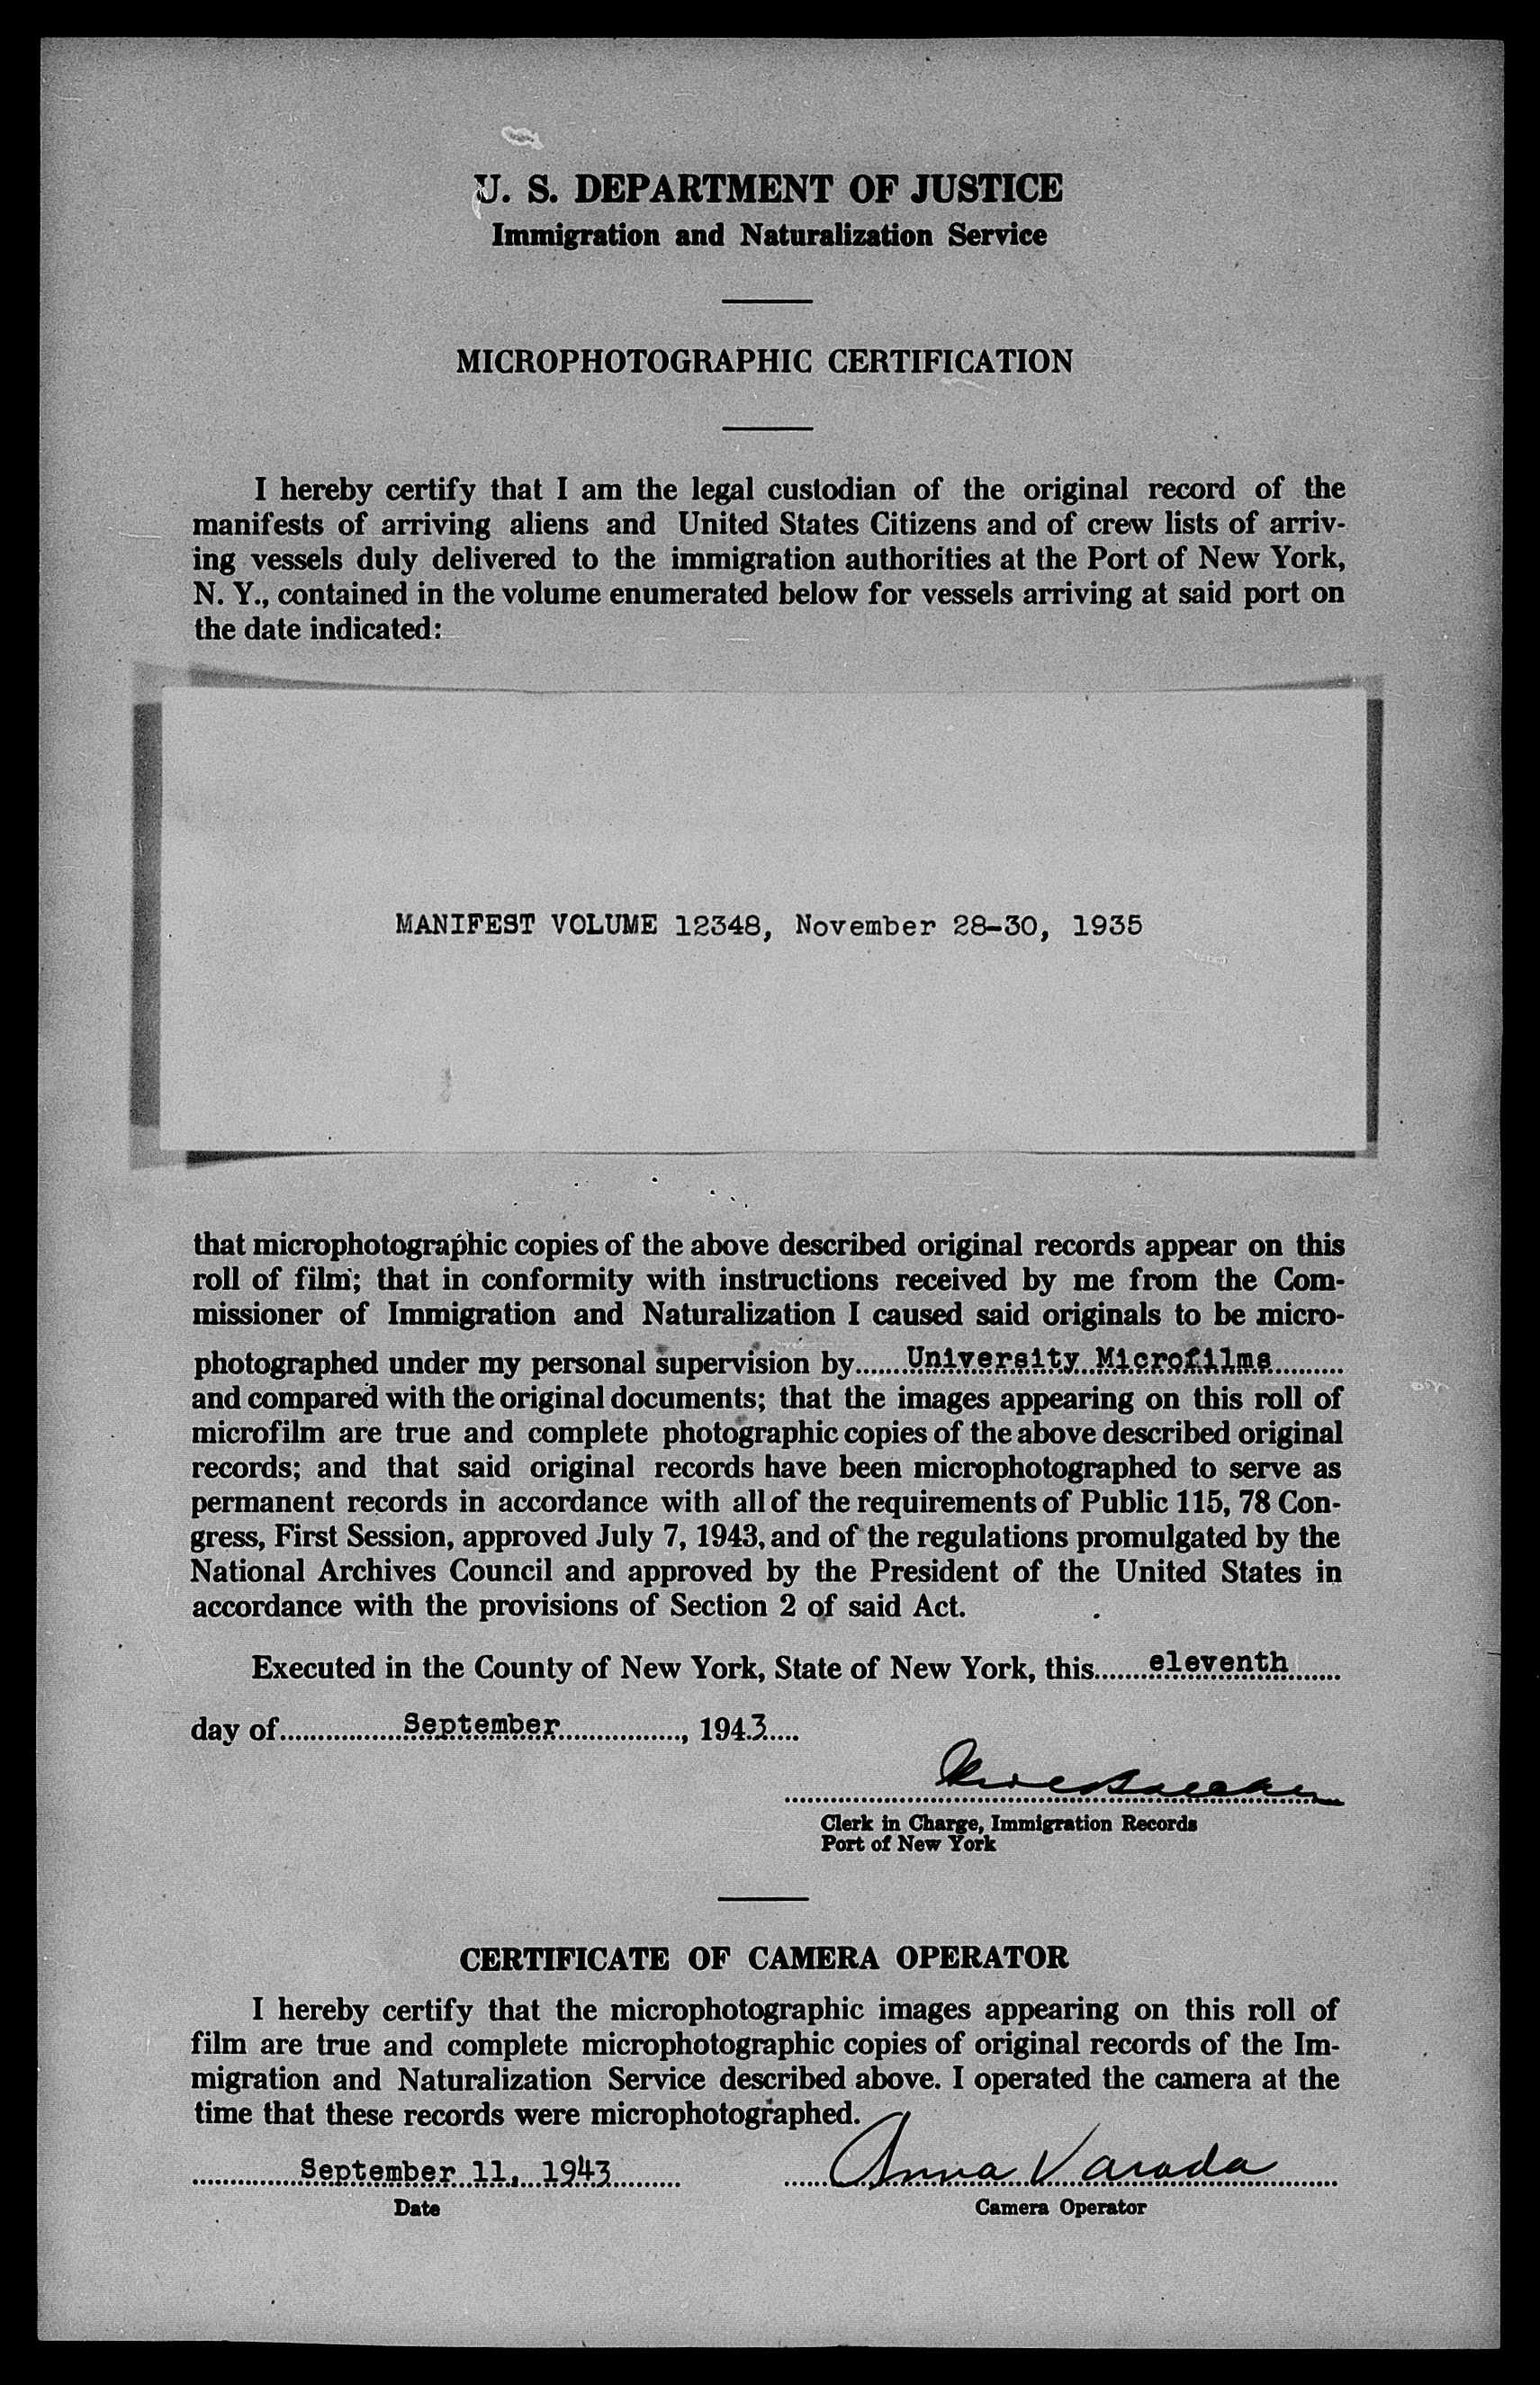 U. S. DEPARTMENT OF JUSTICE
Immigration and Naturalization Service
MICROPHOTOGRAPHIC CERTIFICATION
I hereby certify that I am the legal custodian of the original record of the
manifests of arriving aliens and United States Citizens and of crew lists of arriv-
ing vessels duly delivered to the immigration authorities at the Port of New York,
N. Y., contained in the volume enumerated below for vessels arriving at said port on
the date indicated:
MANIFEST VOLUME 12348, November 28-30, 1935
that microphotographic copies of the above described original records appear on this
roll of film; that in conformity with instructions received by me from the Com-
missioner of Immigration and Naturalization I caused said originals to be micro-
photographed under my personal supervision by......University Microfilms..........
and compared with the original documents; that the images appearing on this roll of
microfilm are true and complete photographic copies of the above described original
records; and that said original records have been microphotographed to serve as
permanent records in accordance with all of the requirements of Public 115, 78 Con-
gress, First Session, approved July 7, 1943, and of the regulations promulgated by the
National Archives Council and approved by the President of the United States in
accordance with the provisions of Section 2 of said Act.
Executed in the County of New York, State of New York, this.......eleventh.......
day of................September................, 1943.....
Clerk in Charge, Immigration Records
Port of New York
CERTIFICATE OF CAMERA OPERATOR
I hereby certify that the microphotographic images appearing on this roll of
film are true and complete microphotographic copies of original records of the Im-
migration and Naturalization Service described above. I operated the camera at the
time that these records were microphotographed.
September 11, 1943 Anna Varada
Date Camera Operator